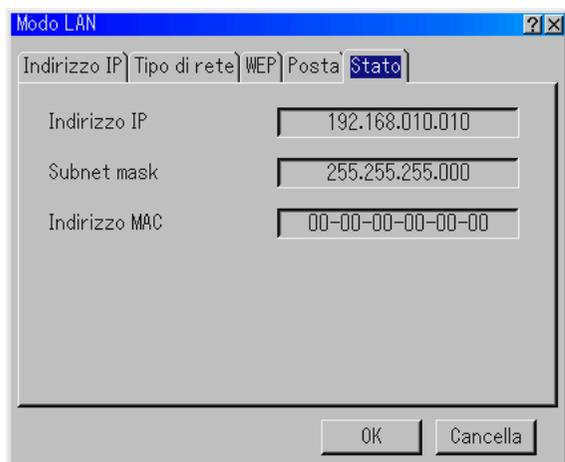 Modo LAN
Indirizzo IP Tipo di rete WEP Posta Stato
Indirizzo IP 192.168.010.010
Subnet mask 255.255.255.000
Indirizzo MAC 00-00-00-00-00-00
OK Cancella